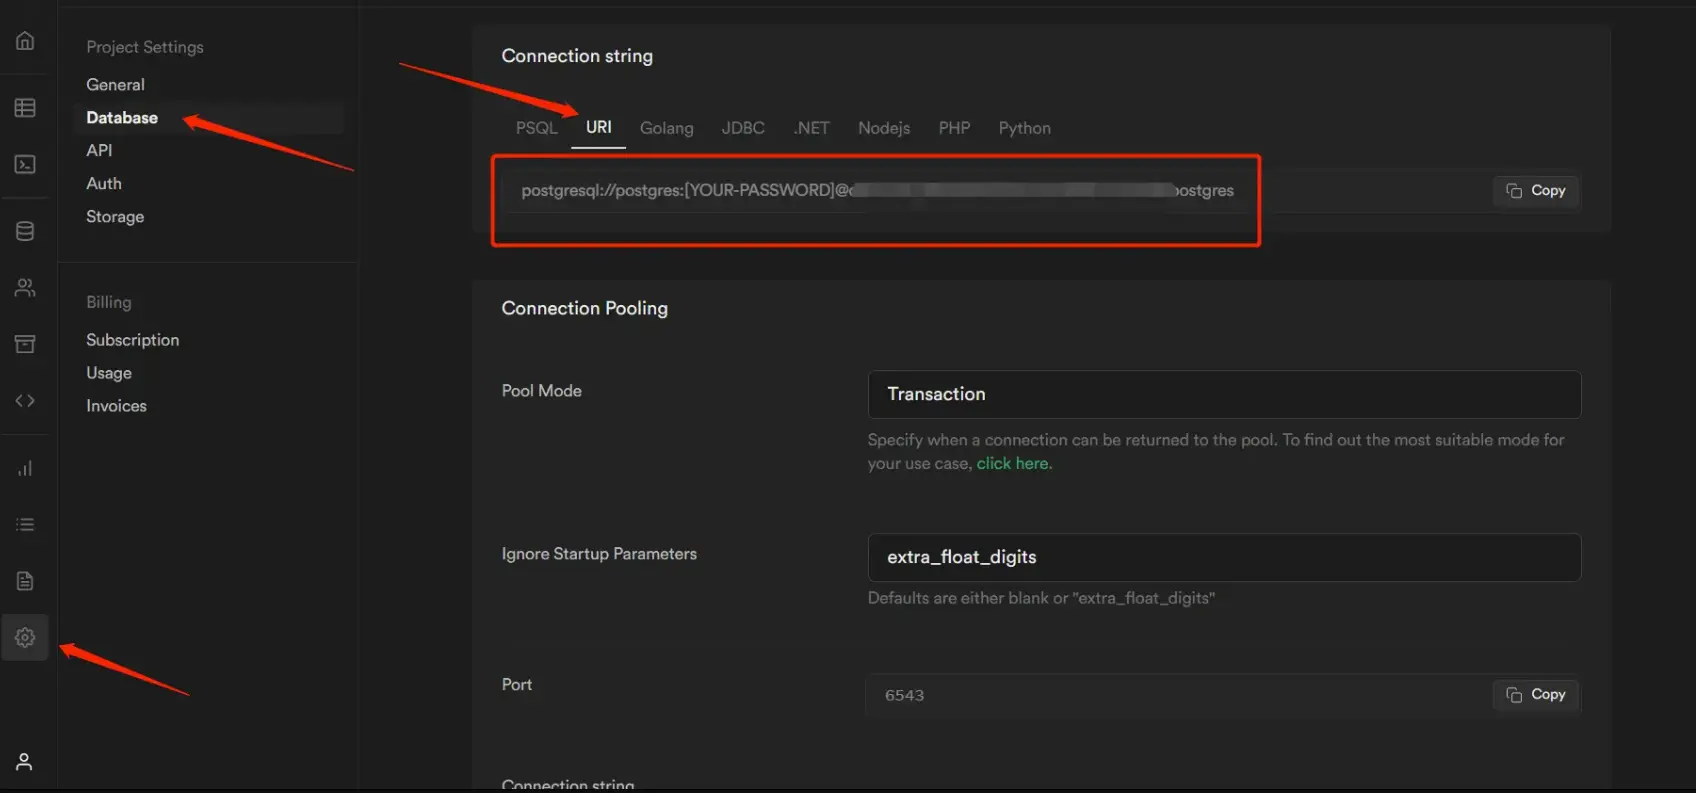 Project Settings
General
Database
API
Auth
Storage
Billing
Subscription
Usage
Invoices
Connection string
PSQL URI Golang JDBC .NET Nodejs PHP Python
postgresql://postgres:[YOUR-PASSWORD]@ postgres
Copy
Connection Pooling
Pool Mode
Transaction
Specify when a connection can be returned to the pool. To find out the most suitable mode for
your use case, click here.
Ignore Startup Parameters
extra_float_digits
Defaults are either blank or "extra_float_digits"
Port
6543
Copy
Connection string